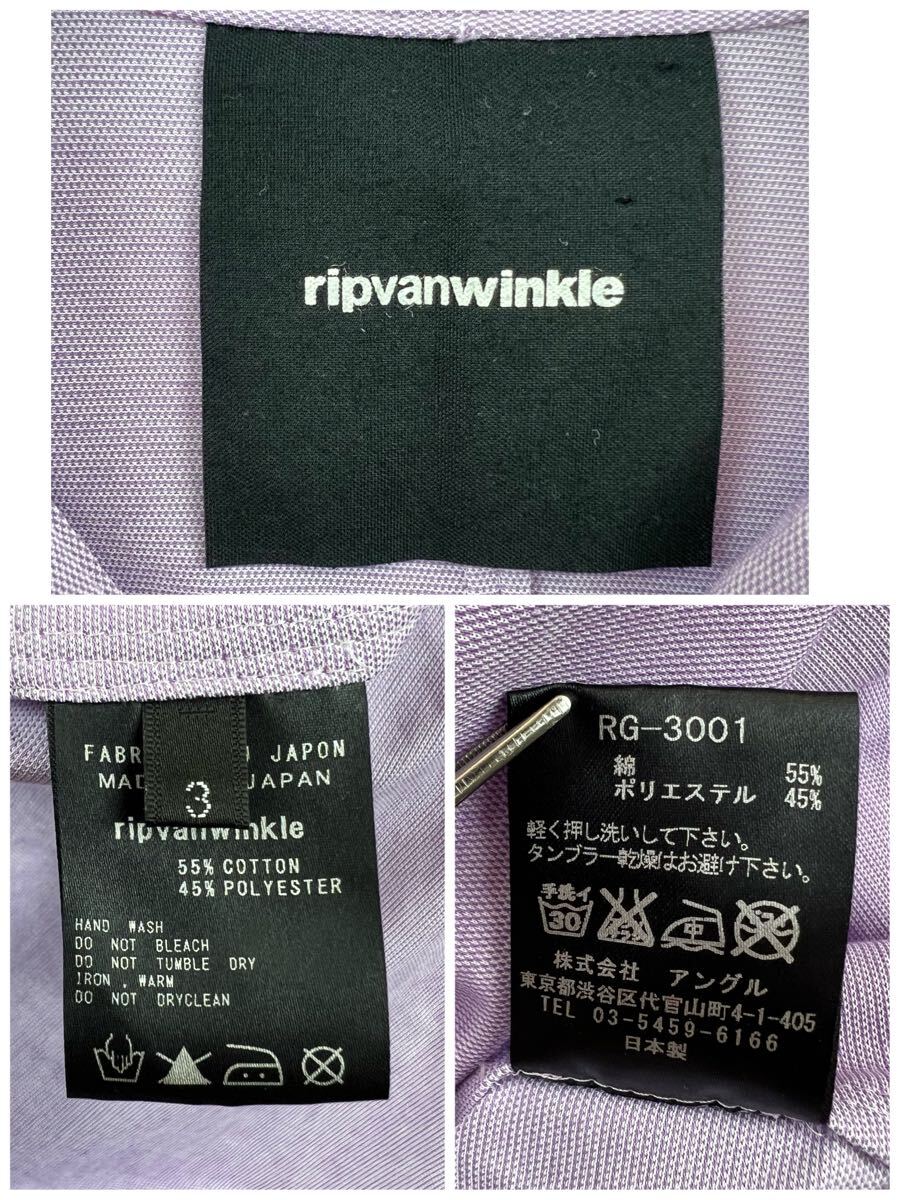 ripvanwinkle
JAPON
JAPAN
3
ripvanwinkle
55% COTTON
45% POLYESTER
HAND WASH
DO NOT BLEACH
DO NOT TUMBLE DRY
IRON , WARM
DO NOT DRYCLEAN
RG-3001
綿 55%
ポリエステル 45%
軽く押し洗いして下さい。
タンブラー乾燥はお避け下さい。
手洗イ
30
中
株式会社 アングル
東京都渋谷区代官山町4-1-405
TEL 03-5459-6166
日本製